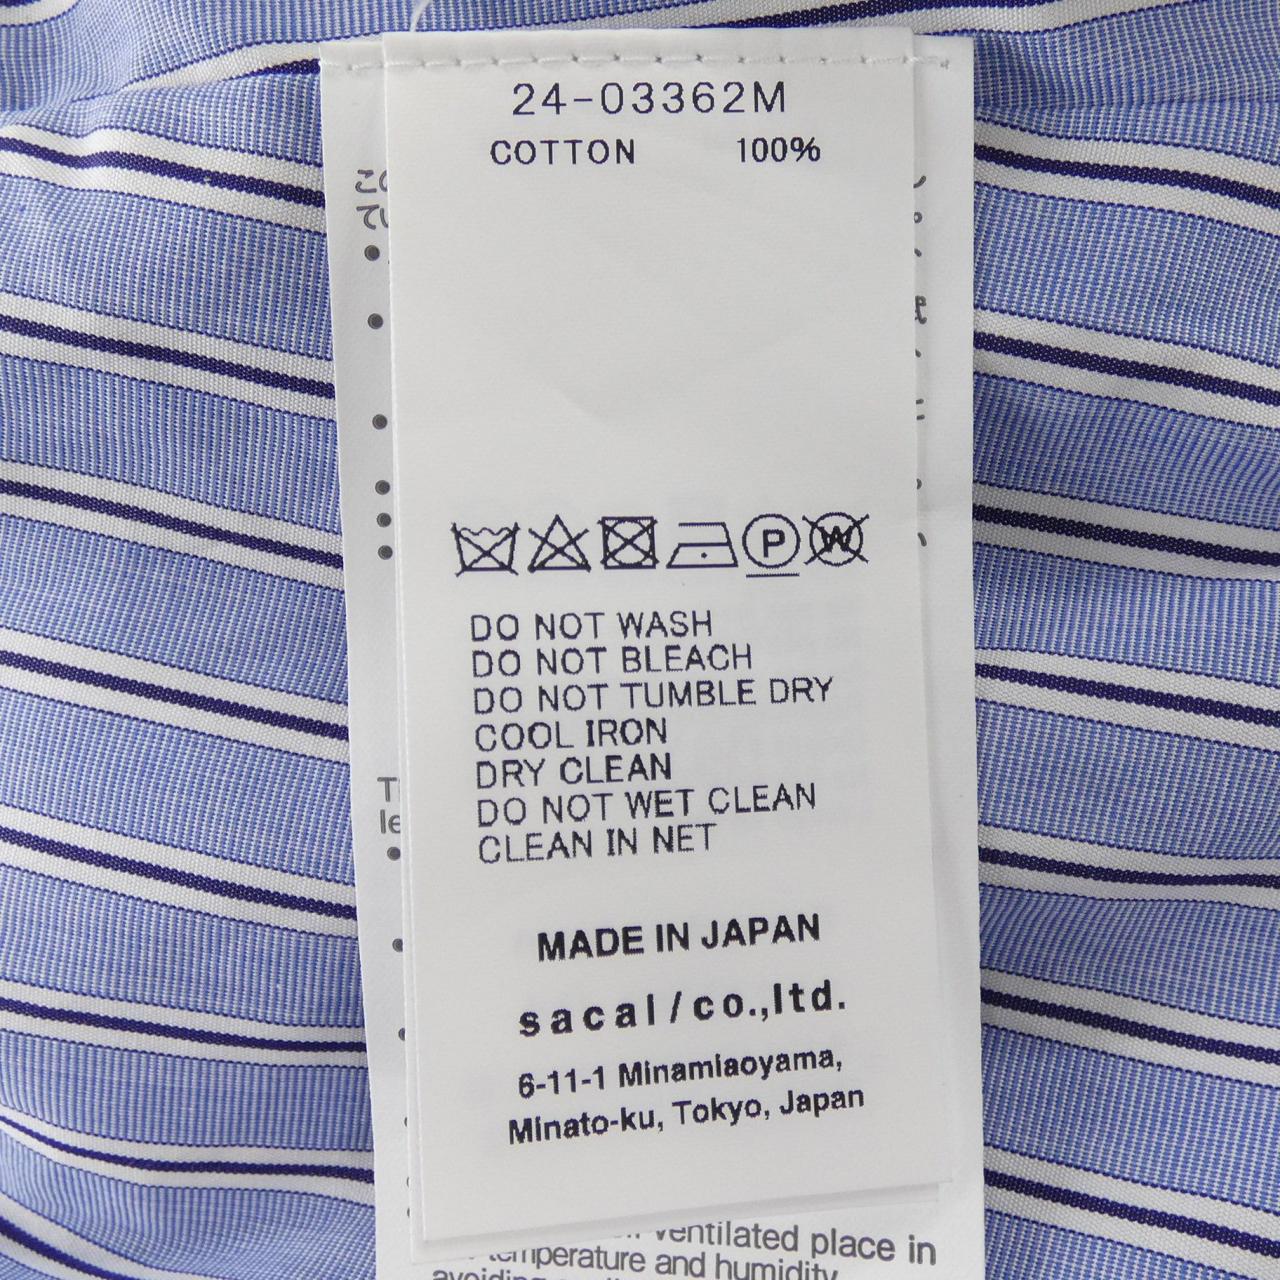 24-03362M
COTTON 100%
P W
DO NOT WASH
DO NOT BLEACH
DO NOT TUMBLE DRY
COOL IRON
DRY CLEAN
DO NOT WET CLEAN
CLEAN IN NET
MADE IN JAPAN
sacaI/co.,Itd.
6-11-1 Minamiaoyama,
Minato-ku, Tokyo, Japan
ventilated place in
temperature and humidity